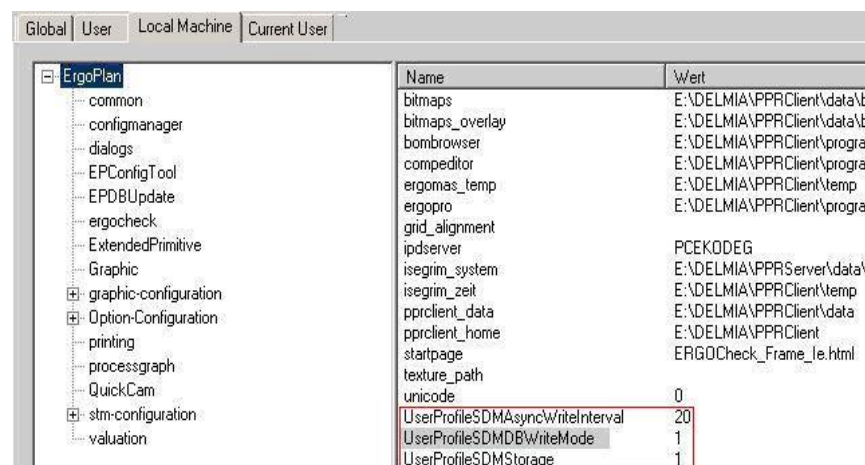 Global User Local Machine Current User
ErgoPlan
common
configmanager
dialogs
EPConfigTool
EPDBUpdate
ergocheck
ExtendedPrimitive
Graphic
graphic-configuration
Option-Configuration
printing
processgraph
QuickCam
stm-configuration
valuation
Name Wert
bitmaps E:\DELMIA\PPRClient\data\b
bitmaps_overlay E:\DELMIA\PPRClient\data\b
bombrowser E:\DELMIA\PPRClient\progra
compeditor E:\DELMIA\PPRClient\progra
ergomas_temp E:\DELMIA\PPRClient\temp
ergopro E:\DELMIA\PPRClient\progra
grid_alignment
ipdserver PCEKODEG
isegrim_system E:\DELMIA\PPRServer\data\
isegrim_zeit E:\DELMIA\PPRClient\temp
pprclient_data E:\DELMIA\PPRClient\data
pprclient_home E:\DELMIA\PPRClient
startpage ERGOCheck_Frame_Ie.html
texture_path
unicode 0
UserProfileSDMAsyncWriteInterval 20
UserProfileSDMDBWriteMode 1
UserProfileSDMStorage 1